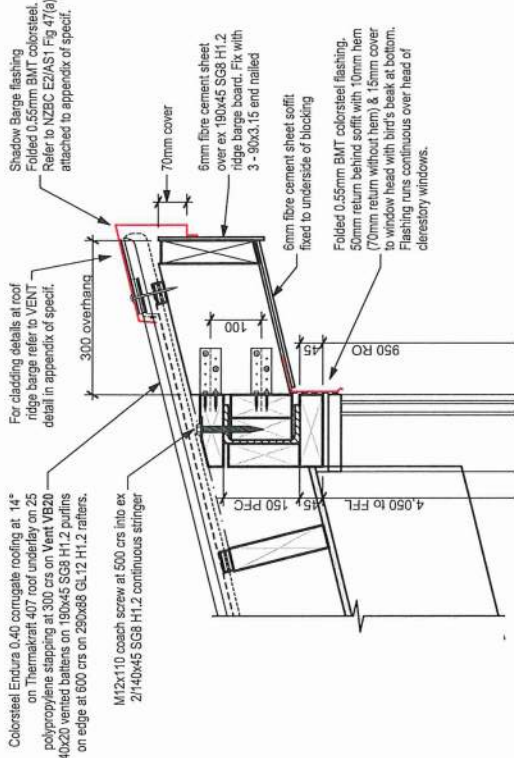 Colorsteel Endura 0.40 corrugate roofing at 14°
on Thermakraft 407 roof underlay on 25
polypropylene stapping at 300 crs on Vent VB20
40x20 vented battens on 190x45 SG8 H1.2 purlins
on edge at 600 crs on 290x88 GL12 H1.2 rafters.
M12x110 coach screw at 500 crs into ex
2/140x45 SG8 H1.2 continuous stringer
For cladding details at roof
ridge barge refer to VENT
detail in appendix of specif.
300 overhang
100
150 PFC
45
45
4,050 to FFL
950 RO
Shadow Barge flashing
Folded 0.55mm BMT colorsteel.
Refer to NZBC E2/AS1 Fig 47(a)
attached to appendix of specif.
70mm cover
6mm fibre cement sheet
over ex 190x45 SG8 H1.2
ridge barge board. Fix with
3 - 90x3.15 end nailed
6mm fibre cement sheet soffit
fixed to underside of blocking
Folded 0.55mm BMT colorsteel flashing.
50mm return behind soffit with 10mm hem
(70mm return without hem) & 15mm cover
to window head with bird's beak at bottom.
Flashing runs continuous over head of
clerestory windows.